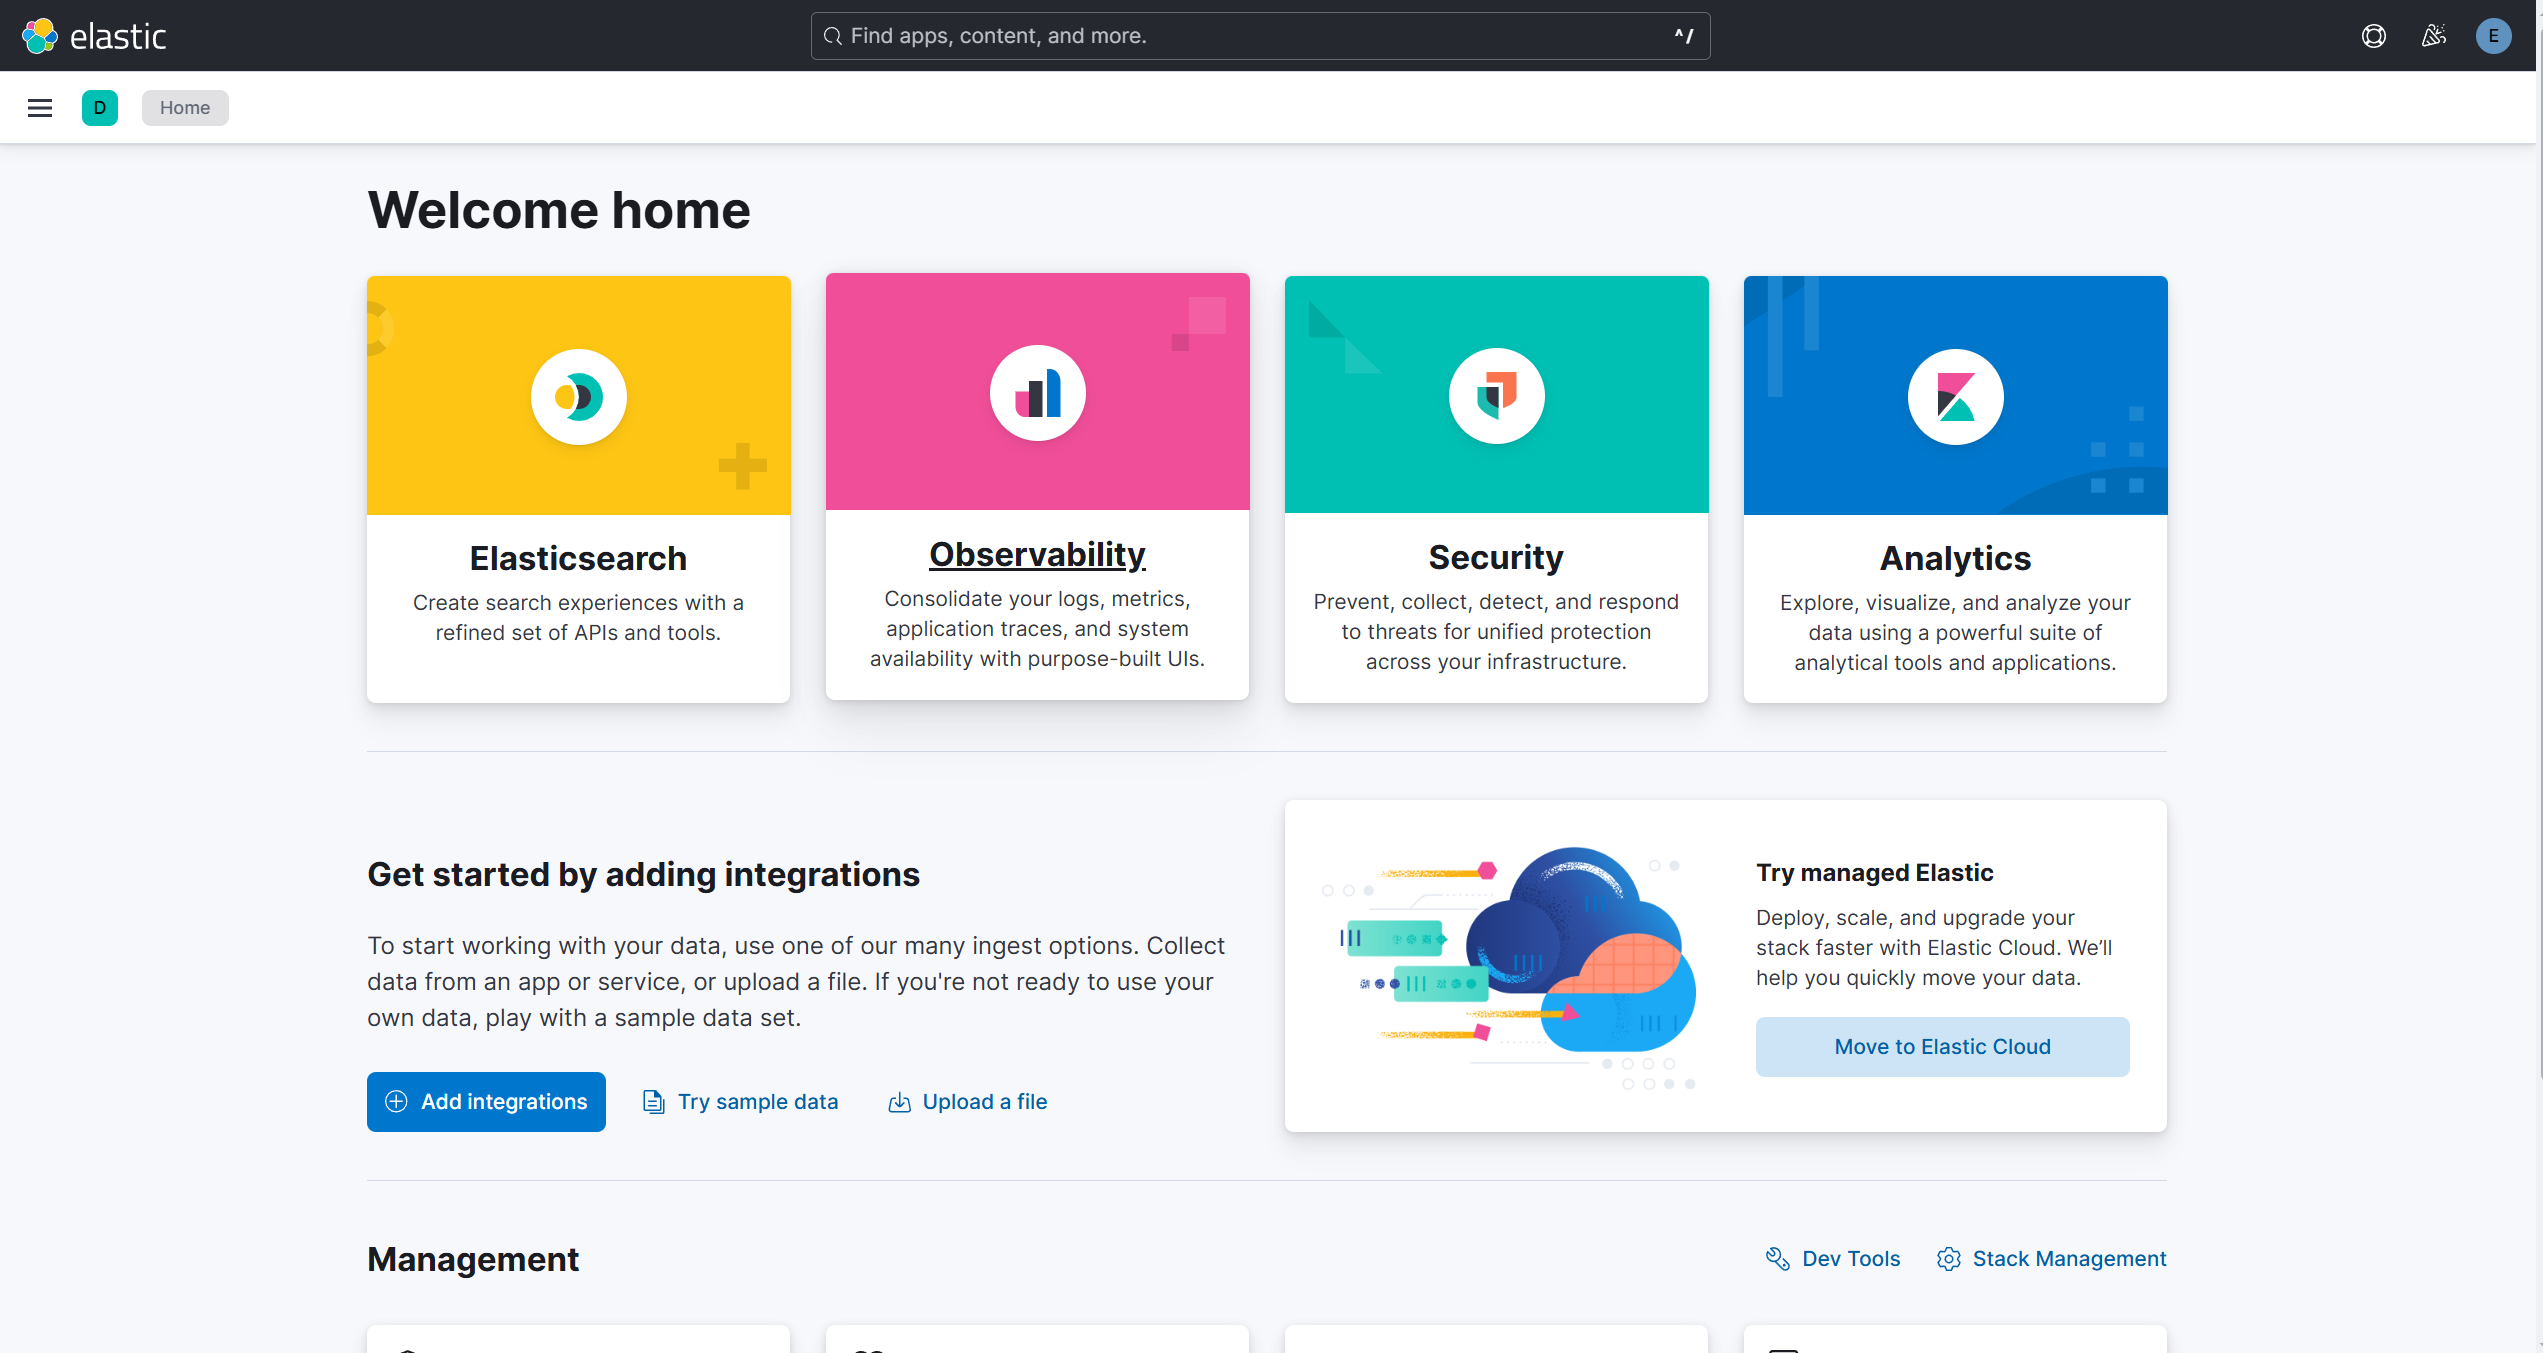 elastic
Find apps, content, and more.
^/
E
D
Home
Welcome home
Elasticsearch
Create search experiences with a
refined set of APIs and tools.
Observability
Consolidate your logs, metrics,
application traces, and system
availability with purpose-built UIs.
Security
Prevent, collect, detect, and respond
to threats for unified protection
across your infrastructure.
Analytics
Explore, visualize, and analyze your
data using a powerful suite of
analytical tools and applications.
Get started by adding integrations
To start working with your data, use one of our many ingest options. Collect
data from an app or service, or upload a file. If you're not ready to use your
own data, play with a sample data set.
Add integrations
Try sample data
Upload a file
Try managed Elastic
Deploy, scale, and upgrade your
stack faster with Elastic Cloud. We’ll
help you quickly move your data.
Move to Elastic Cloud
Management
Dev Tools
Stack Management